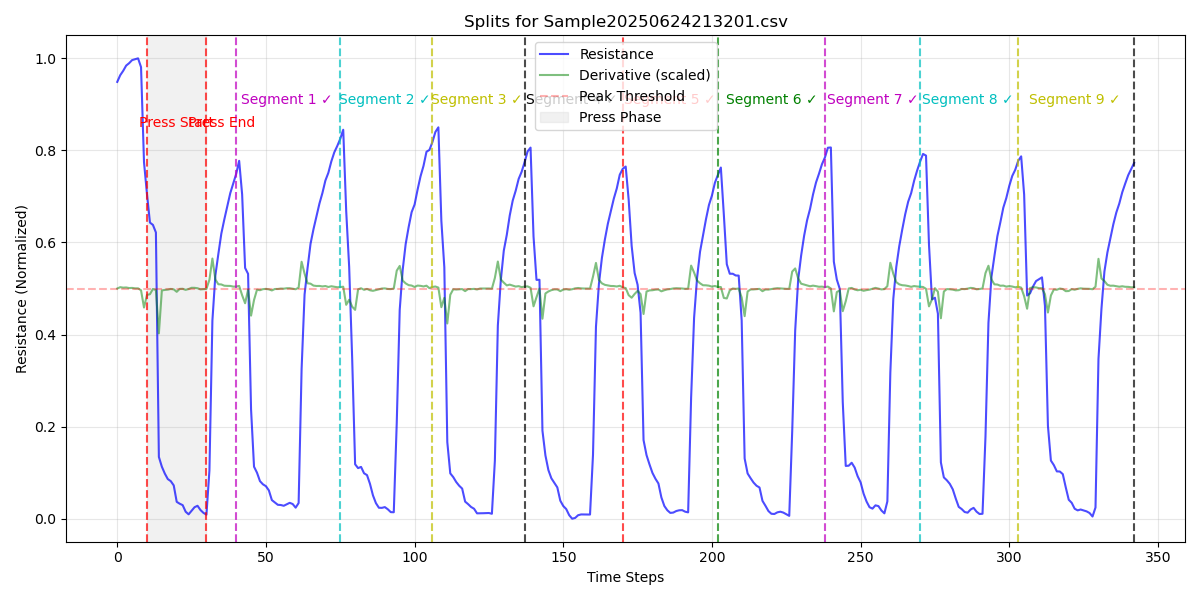 Splits for Sample20250624213201.csv
Resistance (Normalized)
1.0
0.8
0.6
0.4
0.2
0.0
Resistance
Derivative (scaled)
Peak Threshold
Press Phase
Segment 1 ✓
Segment 2 ✓
Segment 3 ✓
Segment 5 ✓
Segment 6 ✓
Segment 7 ✓
Segment 8 ✓
Segment 9 ✓
Press Start
Press End
0
50
100
150
200
250
300
350
Time Steps